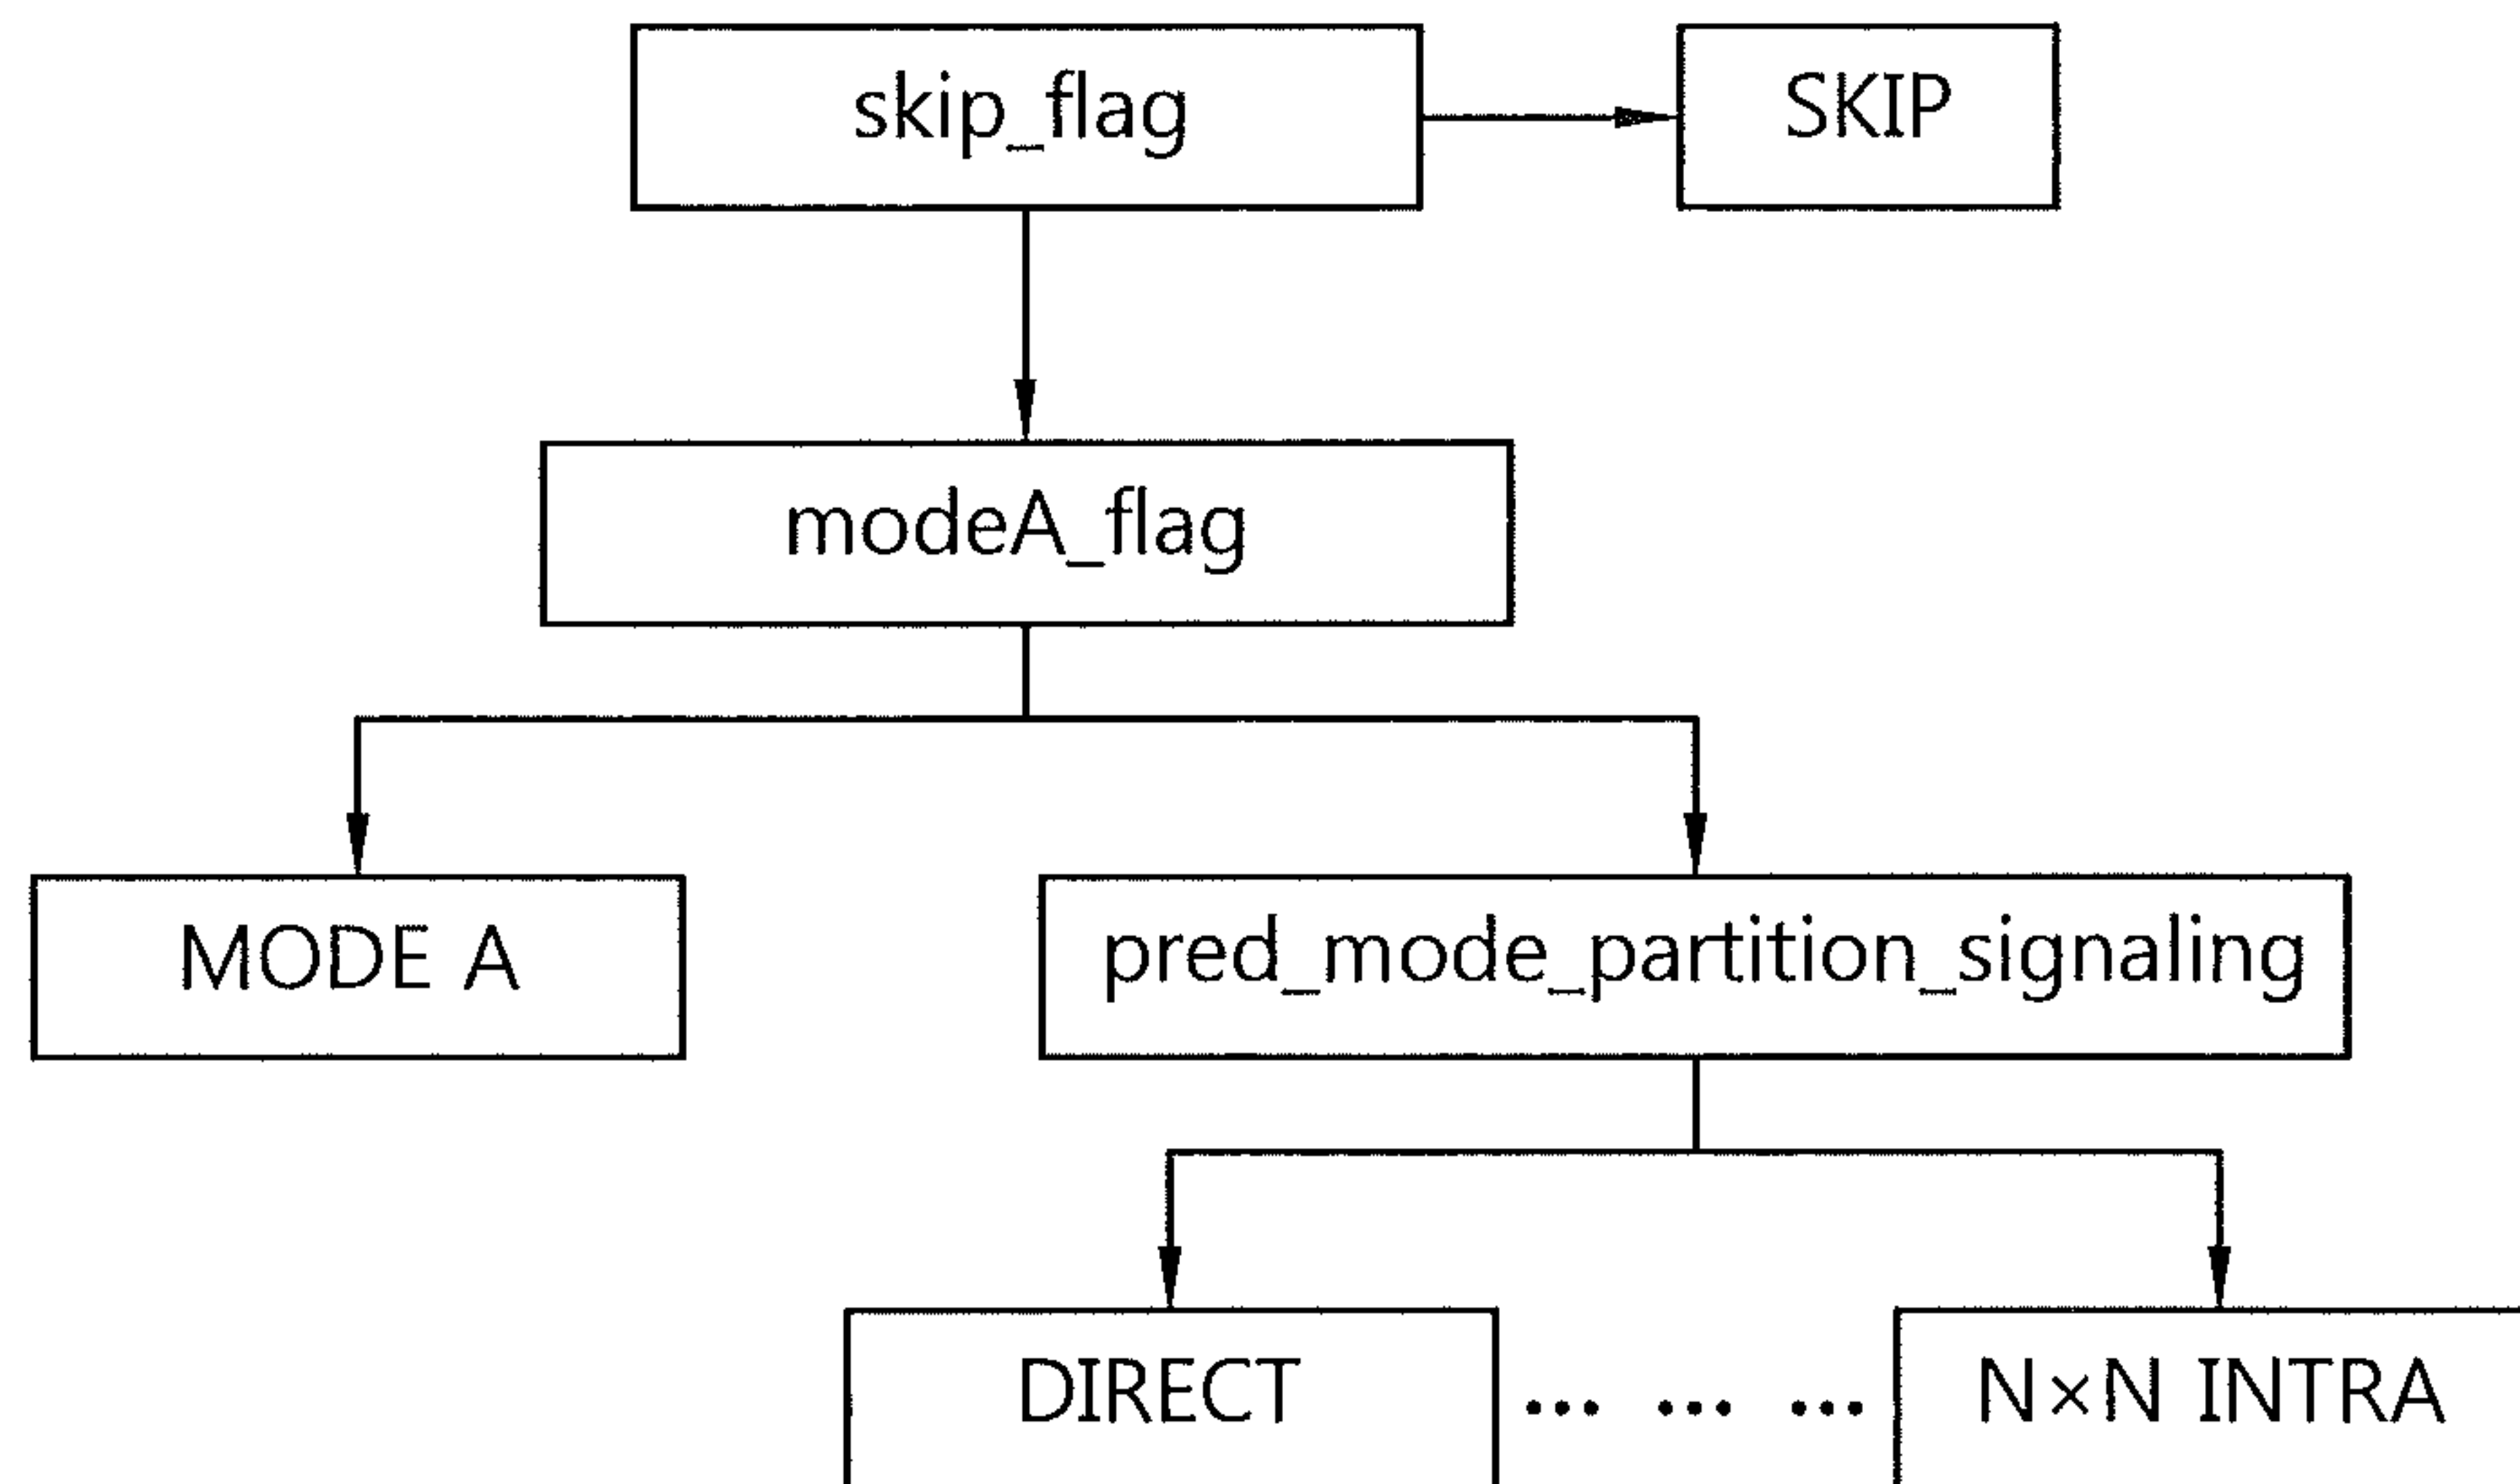 skip_flag
SKIP
modeA_flag
MODE A
pred_mode_partition_signaling
DIRECT
... ... ...
N×N INTRA